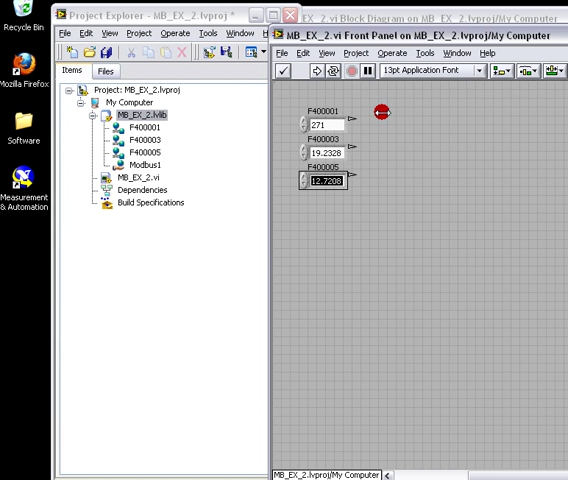 Recycle Bin
Mozilla Firefox
Software
Measurement
& Automation
Project Explorer - MB_EX_2.lvproj *
File Edit View Project Operate Tools Window
Items Files
Project: MB_EX_2.lvproj
My Computer
MB_EX_2.lvlib
F400001
F400003
F400005
Modbus1
MB_EX_2.vi
Dependencies
Build Specifications
MB_EX_2.vi Block Diagram on MB_EX_2.lvproj/My Computer
MB_EX_2.vi Front Panel on MB_EX_2.lvproj/My Computer
File Edit View Project Operate Tools Window Help
13pt Application Font
F400001
271
F400003
19.2328
F400005
12.7208
MB_EX_2.lvproj/My Computer